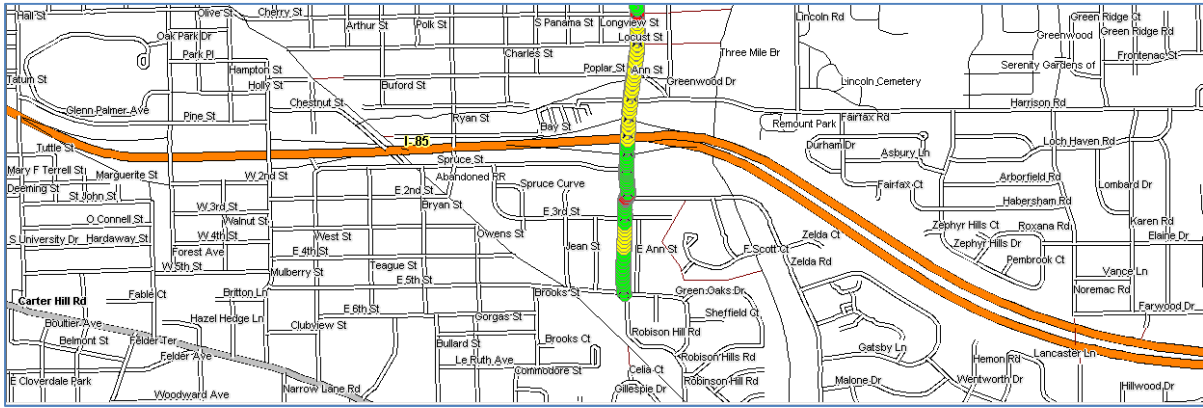 Hall St
Olive St
Cherry St
Arthur St
Polk St
S Panama St
Longview St
Lincoln Rd
Green Ridge Ct
Greenwood
Green Ridge Rd
Oak Park Dr
Locust St
Park Pl
Charles St
Three Mile Br
Frontenac St
Tatum St
Hampton St
Poplar St
Ann St
Serenity Gardens of
Holly St
Buford St
Greenwood Dr
Lincoln Cemetery
Glenn-Palmer Ave
Chestnut St
Harrison Rd
Pine St
Ryan St
Bay St
Remount Park
Fairfax Rd
Tuttle St
I-85
Durham Dr
Loch Haven Rd
Asbury Ln
Mary F Terrell St
Marguerite St
Spruce St
W 2nd St
Abandoned RR
Arborfield Rd
Deeming St
St John St
E 2nd St
Spruce Curve
Fairfax Ct
Lombard Dr
Habersham Rd
W 3rd St
Bryan St
E 3rd St
O Connell St
Walnut St
Zephyr Hills Ct
Roxana Rd
Karen Rd
S University Dr
Hardaway St
W 4th St
West St
Owens St
Zelda Ct
Elaine Dr
Forest Ave
E 4th St
Jean St
E Ann St
F Scott Ct
Zephyr Hills Dr
W 5th St
Mulberry St
Teague St
Zelda Rd
Pembrook Ct
Vance Ln
E 5th St
Fable Ct
Britton Ln
Brooks St
Green Oaks Dr
Noremac Rd
Carter Hill Rd
E 6th St
Sheffield Ct
Farwood Dr
Boultier Ave
Hazel Hedge Ln
Clubview St
Gorgas St
Robison Hill Rd
Belmont St
Felder Ter
Bullard St
Brooks Ct
Gatsby Ln
Felder Ave
Le Ruth Ave
Robison Hills Rd
Hernon Rd
Lancaster Ln
E Cloverdale Park
Commodore St
Celia Ct
Narrow Lane Rd
Gillespie Dr
Robinson Hill Rd
Malone Dr
Wentworth Dr
Hillwood Dr
Woodward Ave